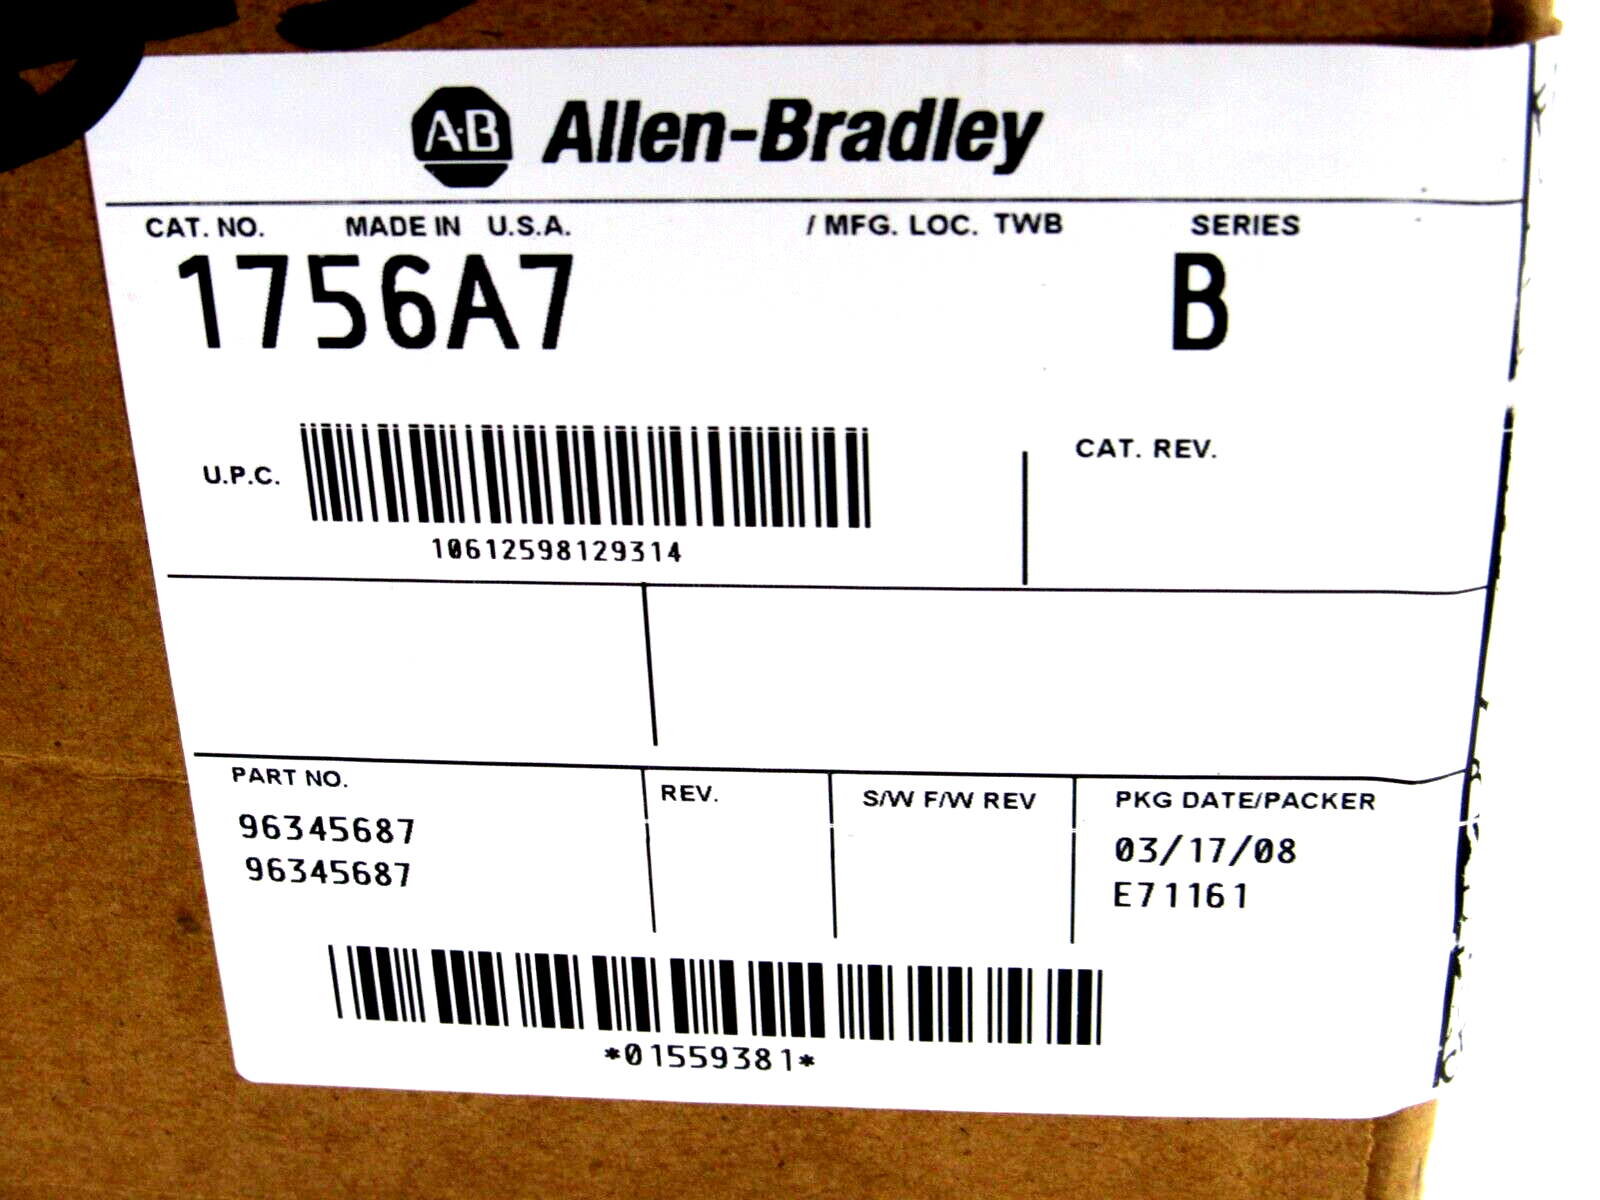 A·B Allen-Bradley
CAT. NO. MADE IN U.S.A. / MFG. LOC. TWB SERIES
1756A7 B
U.P.C. CAT. REV.
10612598129314
PART NO. REV. S/W F/W REV PKG DATE/PACKER
96345687 03/17/08
96345687 E71161
*01559381*